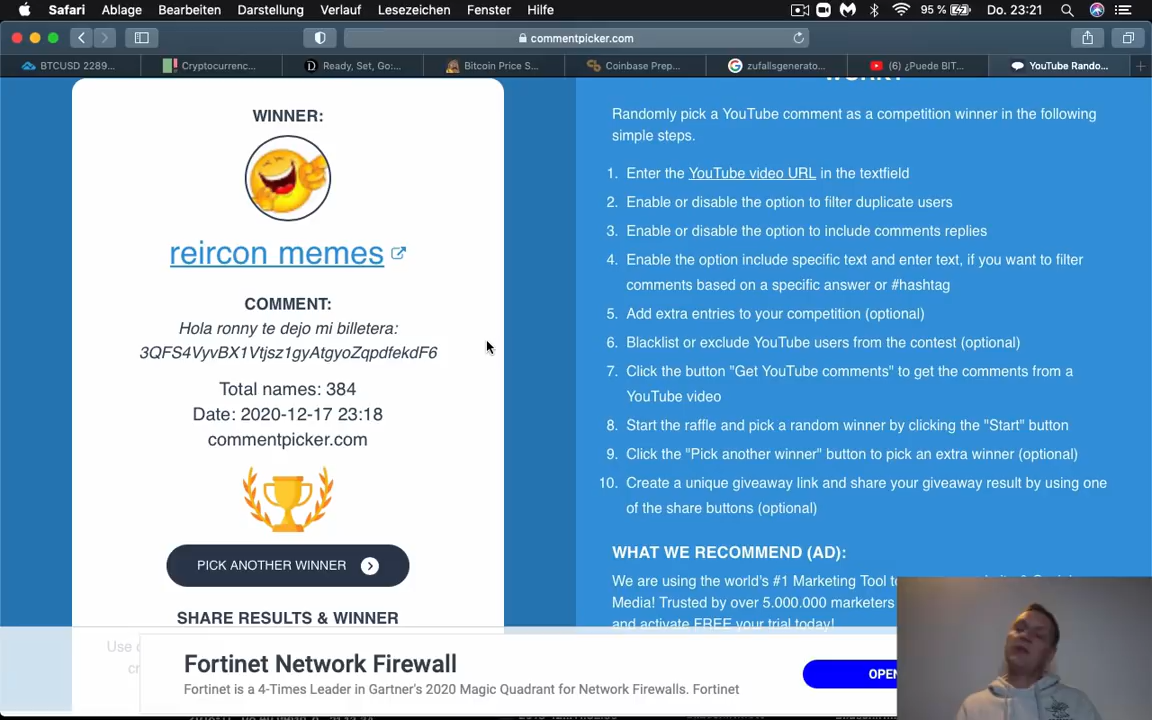 Safari Ablage Bearbeiten Darstellung Verlauf Lesezeichen Fenster Hilfe 95 % Do. 23:21
commentpicker.com
BTCUSD 2289... Cryptocurrenc... Ready, Set, Go:... Bitcoin Price S... Coinbase Prep... zufallsgenerato... (6) ¿Puede BIT... YouTube Rando...
WINNER:
reircon memes
COMMENT:
Hola ronny te dejo mi billetera:
3QFS4VyvBX1Vtjsz1gyAtgyoZqpdfekdF6
Total names: 384
Date: 2020-12-17 23:18
commentpicker.com
PICK ANOTHER WINNER
SHARE RESULTS & WINNER
Randomly pick a YouTube comment as a competition winner in the following
simple steps.
1. Enter the YouTube video URL in the textfield
2. Enable or disable the option to filter duplicate users
3. Enable or disable the option to include comments replies
4. Enable the option include specific text and enter text, if you want to filter
comments based on a specific answer or #hashtag
5. Add extra entries to your competition (optional)
6. Blacklist or exclude YouTube users from the contest (optional)
7. Click the button "Get YouTube comments" to get the comments from a
YouTube video
8. Start the raffle and pick a random winner by clicking the "Start" button
9. Click the "Pick another winner" button to pick an extra winner (optional)
10. Create a unique giveaway link and share your giveaway result by using one
of the share buttons (optional)
WHAT WE RECOMMEND (AD):
We are using the world's #1 Marketing Tool to
Media! Trusted by over 5.000.000 marketers
and activate FREE your trial today!
Fortinet Network Firewall
Fortinet is a 4-Times Leader in Gartner's 2020 Magic Quadrant for Network Firewalls. Fortinet
OPEN